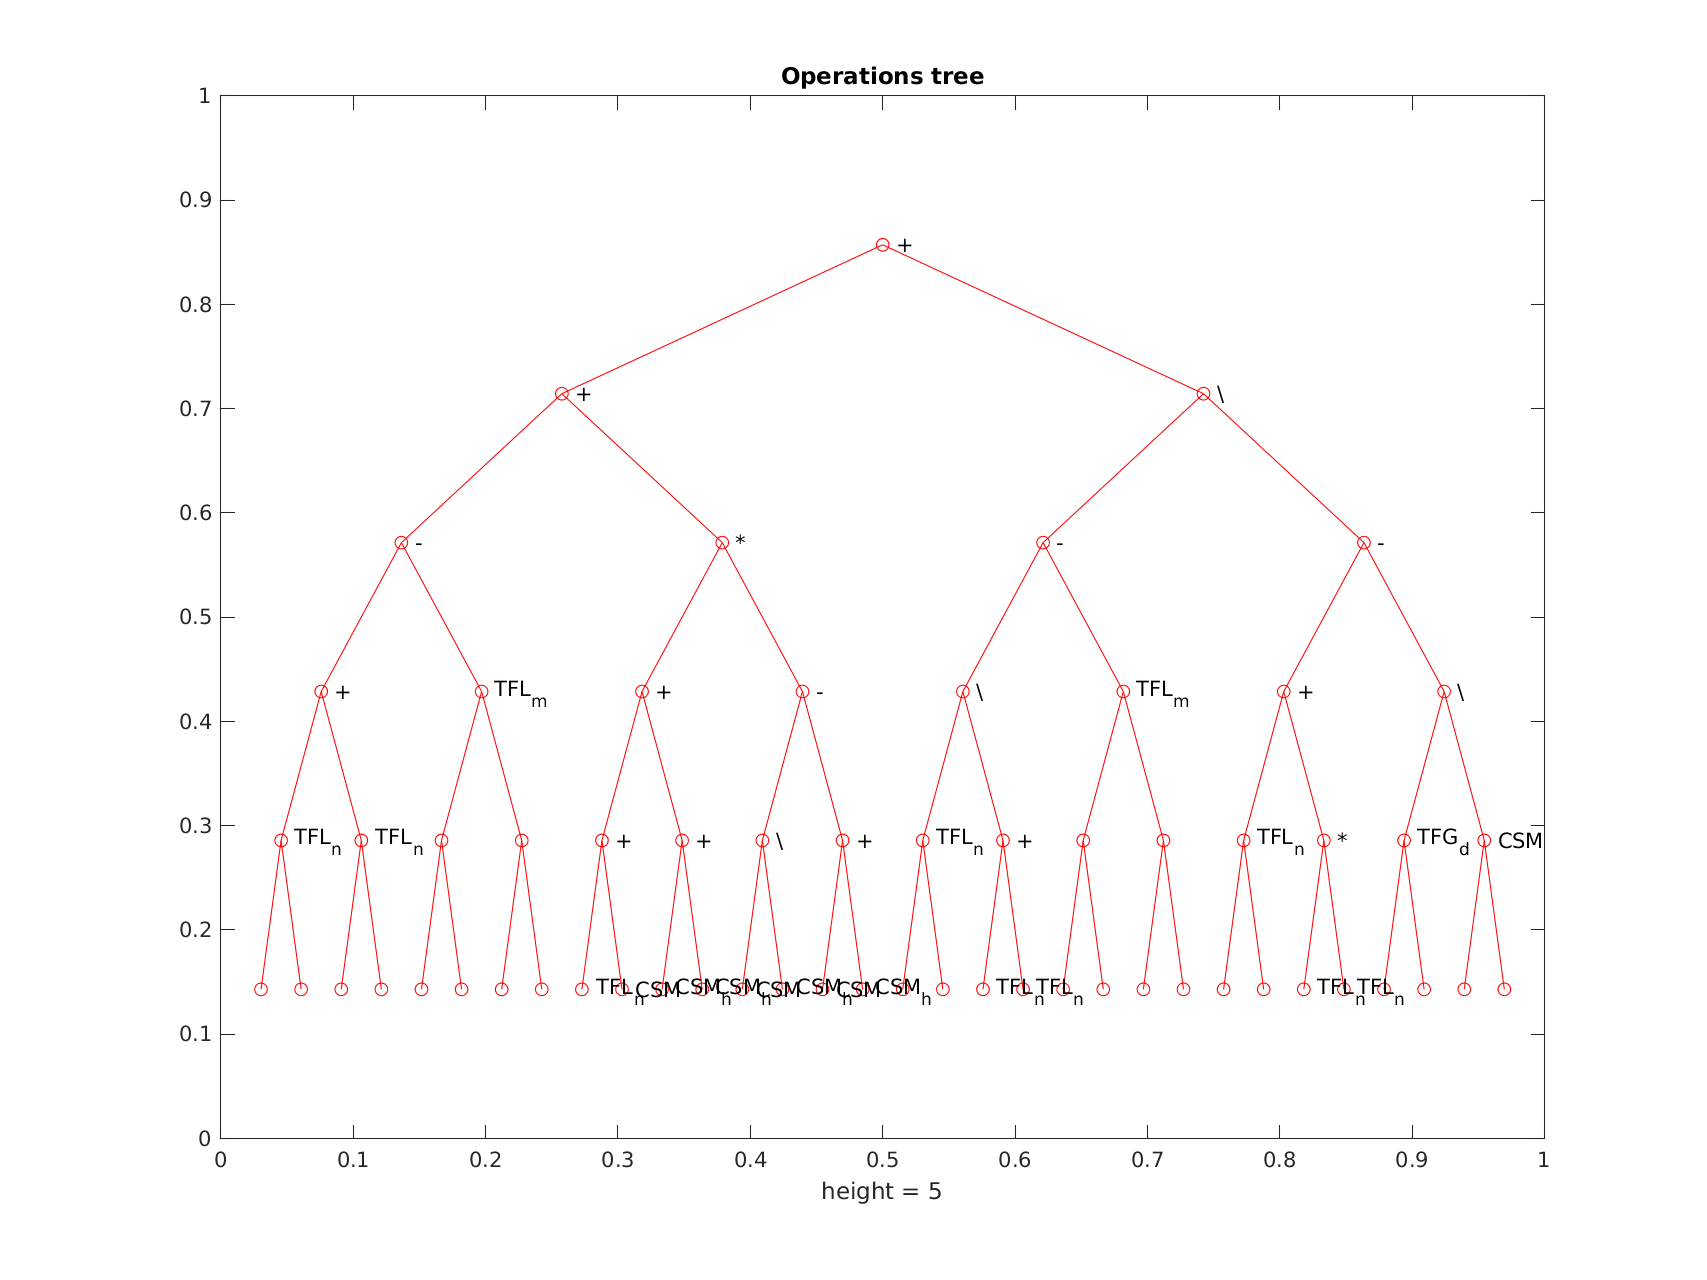 Operations tree
1
0.9
+
0.8
+ \
0.7
0.6
- * - -
0.5
+ TFL_m + - \ TFL_m + \
0.4
0.3
TFL_n TFL_n + + \ + TFL_n + TFL_n * TFG_d CSM
0.2
TFL_n CSM CSM_h CSM_h CSM CSM_h CSM CSM_h TFL_n TFL_n TFL_n TFL_n
0.1
0
0 0.1 0.2 0.3 0.4 0.5 0.6 0.7 0.8 0.9 1
height = 5